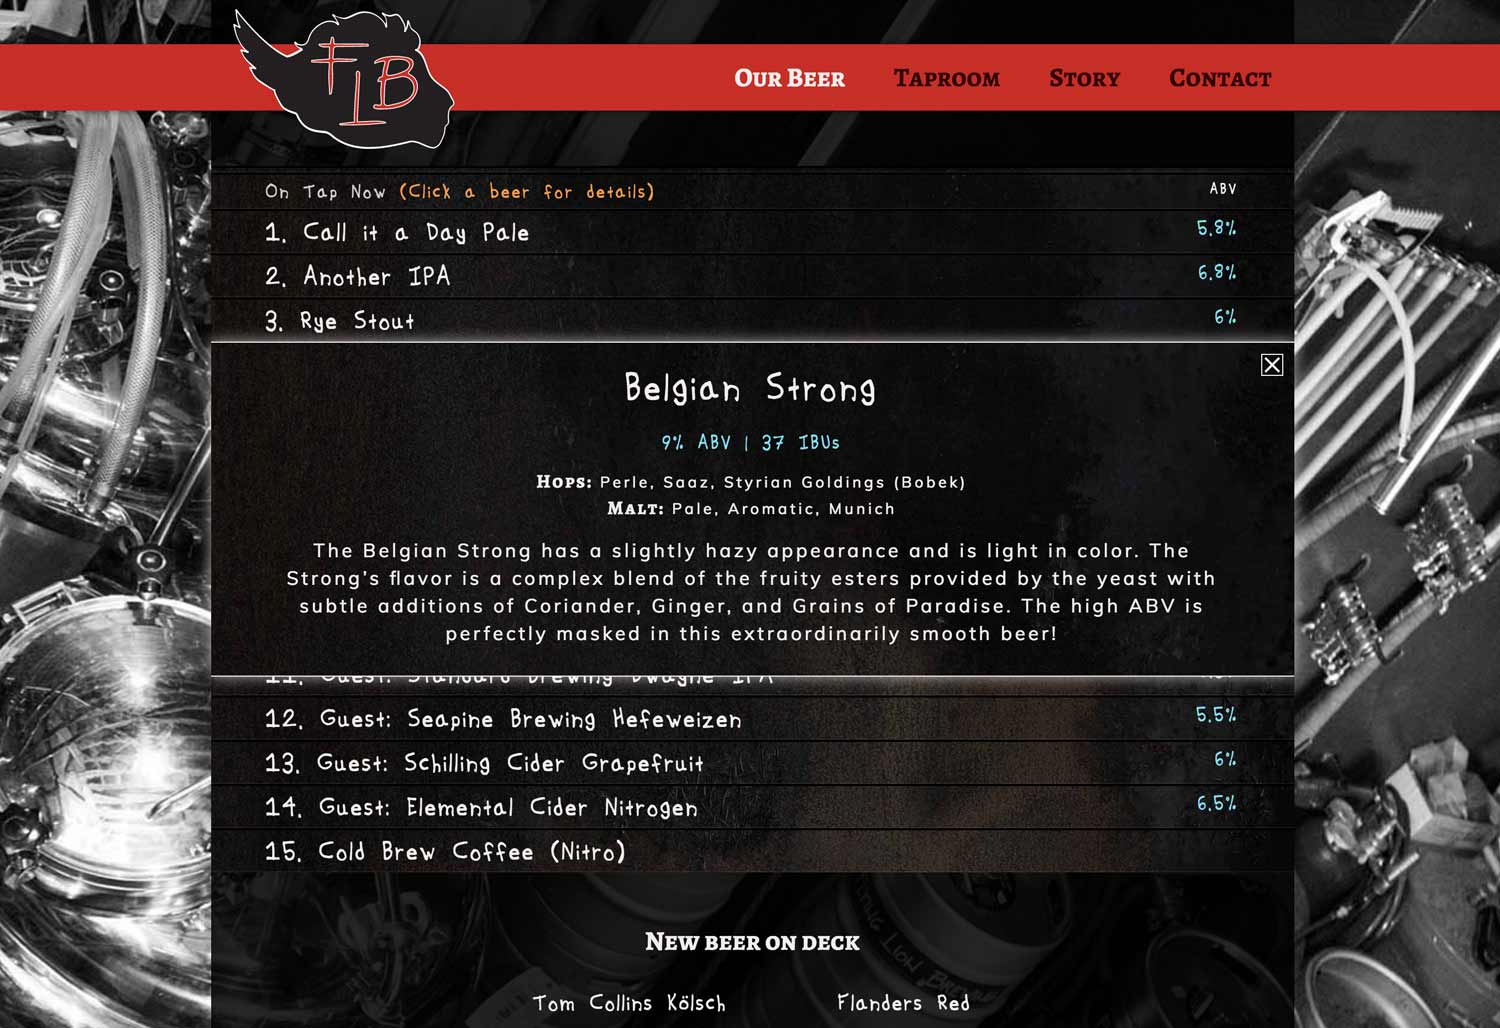 FLB
Our Beer Taproom Story Contact
On Tap Now (Click a beer for details) ABV
1. Call it a Day Pale 5.8%
2. Another IPA 6.8%
3. Rye Stout 6%
Belgian Strong
9% ABV | 37 IBUs
Hops: Perle, Saaz, Styrian Goldings (Bobek)
Malt: Pale, Aromatic, Munich
The Belgian Strong has a slightly hazy appearance and is light in color. The
Strong's flavor is a complex blend of the fruity esters provided by the yeast with
subtle additions of Coriander, Ginger, and Grains of Paradise. The high ABV is
perfectly masked in this extraordinarily smooth beer!
11. Guest: Standard Brewing Dwayne IPA
12. Guest: Seapine Brewing Hefeweizen 5.5%
13. Guest: Schilling Cider Grapefruit 6%
14. Guest: Elemental Cider Nitrogen 6.5%
15. Cold Brew Coffee (Nitro)
New beer on deck
Lion
Tom Collins Kölsch Flanders Red